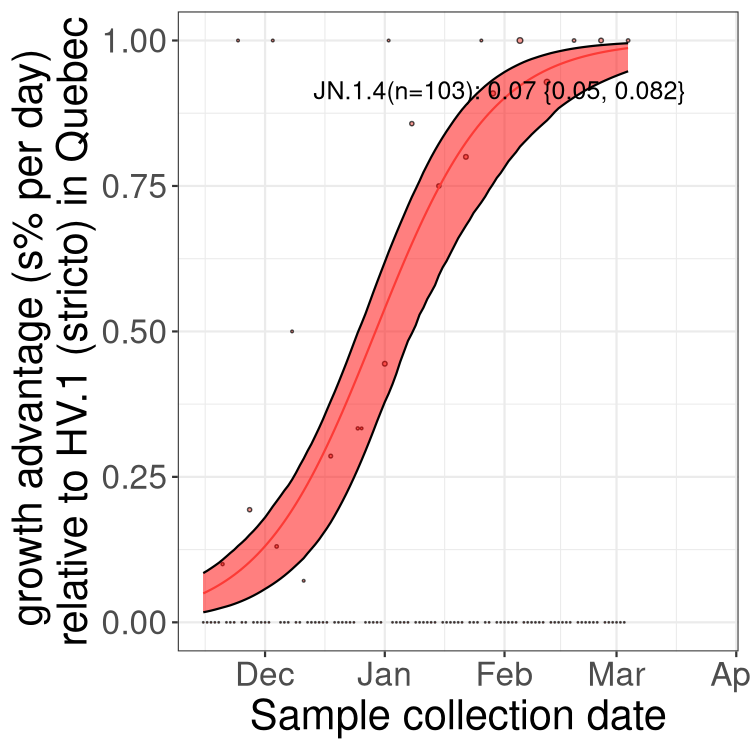 growth advantage (s% per day)
relative to HV.1 (stricto) in Quebec
1.00
0.75
0.50
0.25
0.00
JN.1.4(n=103): 0.07 {0.05, 0.082}
Dec Jan Feb Mar Ap
Sample collection date